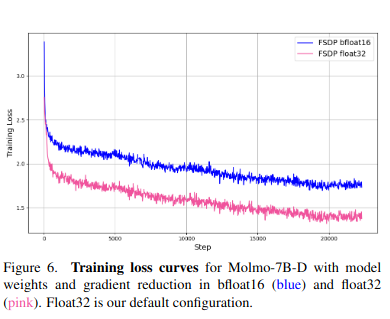 FSDP bfloat16
FSDP float32
3.0
2.5
2.0
1.5
Training Loss
0
5000
10000
15000
20000
Step
Figure 6. Training loss curves for Molmo-7B-D with model
weights and gradient reduction in bfloat16 (blue) and float32
(pink). Float32 is our default configuration.